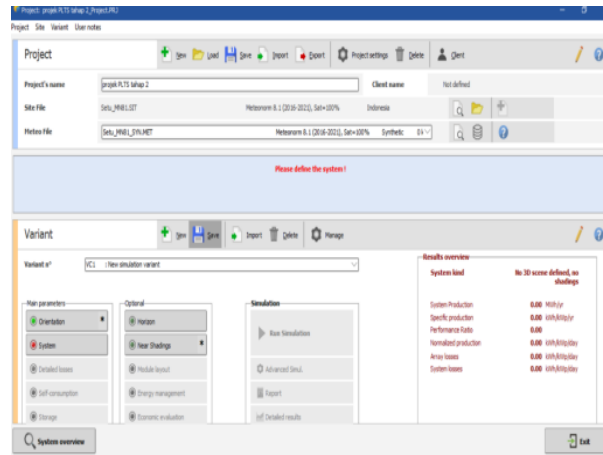 Project: projek PLTS tahap 2_Project.PRJ
Project Site Variant User notes
Project New Load Save Import Export Project settings Delete Client
Project's name projek PLTS tahap 2 Client name Not defined
Site File Setu_MN81.SIT Meteonorm 8.1 (2016-2021), Sat=100% Indonesia
Meteo File Setu_MN81_SYN.MET Meteonorm 8.1 (2016-2021), Sat=100% Synthetic
Please define the system !
Variant New Save Import Delete Manage
Variant n° VC1 : New simulation variant
Results overview
System kind No 3D scene defined, no shadings
System Production 0.00 MWh/yr
Specific production 0.00 kWh/kWp/yr
Performance Ratio 0.00
Normalized production 0.00 kWh/kWp/day
Array losses 0.00 kWh/kWp/day
System losses 0.00 kWh/kWp/day
Main parameters
Orientation
System
Detailed losses
Self-consumption
Storage
Optional
Horizon
Near Shadings
Module layout
Energy management
Economic evaluation
Simulation
Run Simulation
Advanced Simul.
Report
Detailed results
System overview
Exit